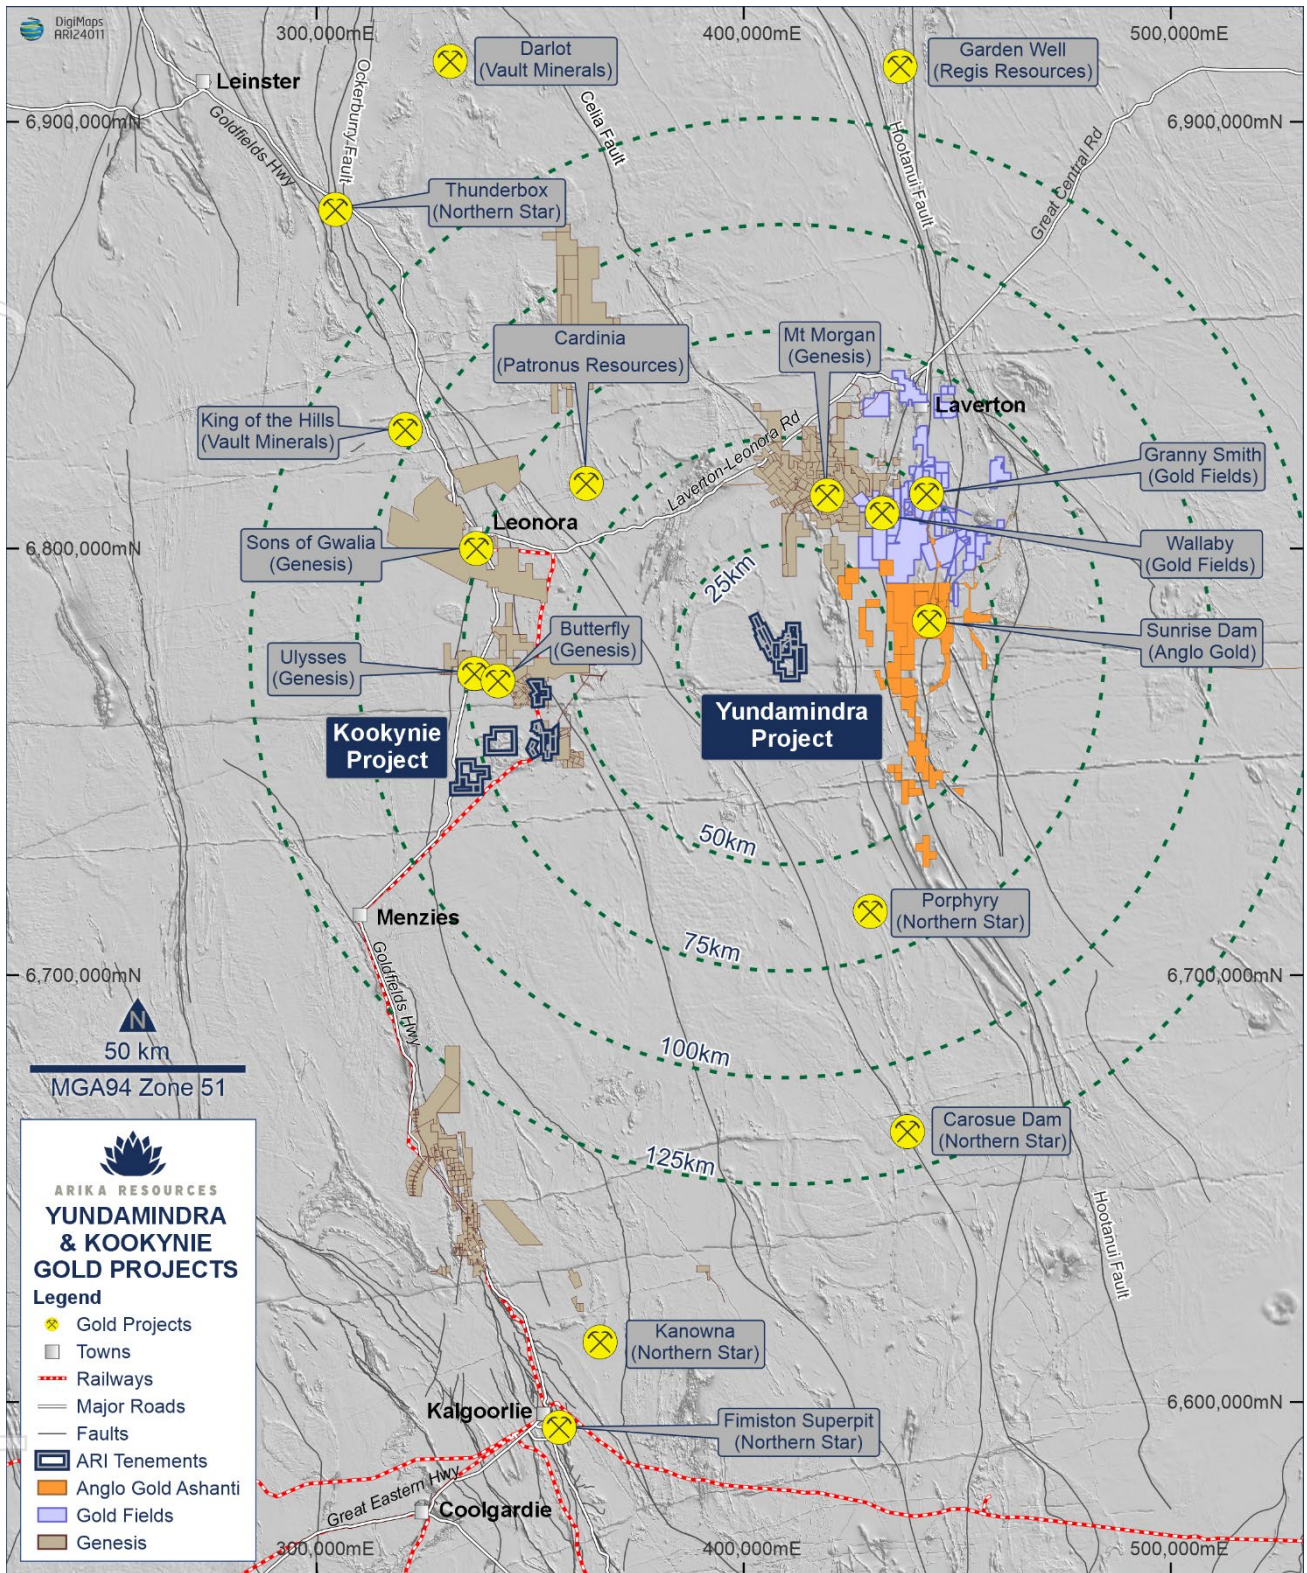 DigiMaps
ARI24011
300,000mE
400,000mE
500,000mE
Darlot
(Vault Minerals)
Garden Well
(Regis Resources)
Leinster
Ockerburry Fault
Celia Fault
Goldfields Hwy
6,900,000mN
6,900,000mN
Hootanui Fault
Great Central Rd
Thunderbox
(Northern Star)
Cardinia
(Patronus Resources)
Mt Morgan
(Genesis)
Laverton
King of the Hills
(Vault Minerals)
Laverton-Leonora Rd
Granny Smith
(Gold Fields)
Leonora
Sons of Gwalia
(Genesis)
6,800,000mN
6,800,000mN
Wallaby
(Gold Fields)
25km
Butterfly
(Genesis)
Sunrise Dam
(Anglo Gold)
Ulysses
(Genesis)
Kookynie
Project
Yundamindra
Project
50km
Porphyry
(Northern Star)
Menzies
75km
Goldfields Hwy
6,700,000mN
6,700,000mN
N
50 km
MGA94 Zone 51
100km
Carosue Dam
(Northern Star)
125km
Hootanui Fault
ARIKA RESOURCES
YUNDAMINDRA
& KOOKYNIE
GOLD PROJECTS
Legend
Gold Projects
Towns
Railways
Major Roads
Faults
ARI Tenements
Anglo Gold Ashanti
Gold Fields
Genesis
Kanowna
(Northern Star)
Kalgoorlie
6,600,000mN
Fimiston Superpit
(Northern Star)
Great Eastern Hwy
Coolgardie
300,000mE
400,000mE
500,000mE